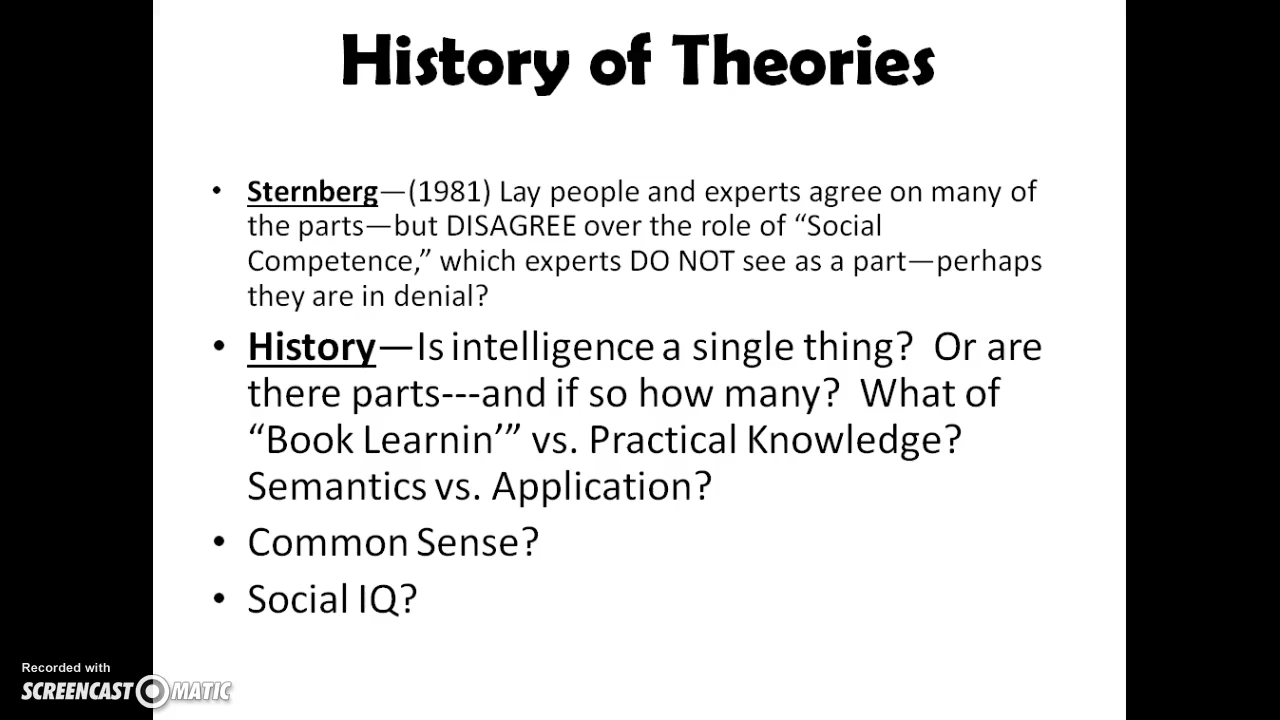 History of Theories
• Sternberg—(1981) Lay people and experts agree on many of
the parts—but DISAGREE over the role of “Social
Competence,” which experts DO NOT see as a part—perhaps
they are in denial?
• History—Is intelligence a single thing?  Or are
there parts---and if so how many?  What of
“Book Learnin’” vs. Practical Knowledge?
Semantics vs. Application?
• Common Sense?
• Social IQ?
Recorded with
SCREENCAST MATIC